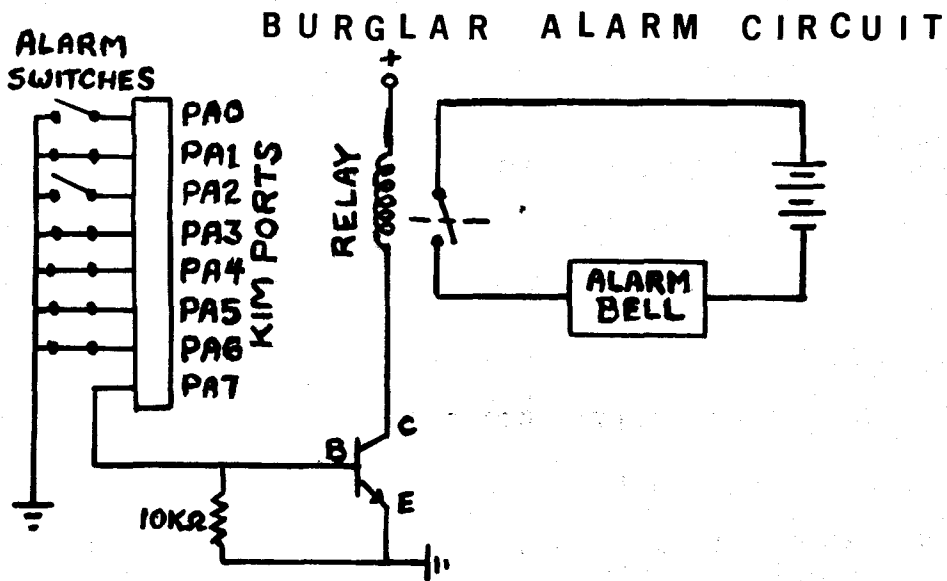 BURGLAR ALARM CIRCUIT
ALARM
SWITCHES
+
PA0
PA1
PA2
PA3
PA4
PA5
PA6
PA7
KIM PORTS
RELAY
ALARM
BELL
B
C
E
10KΩ